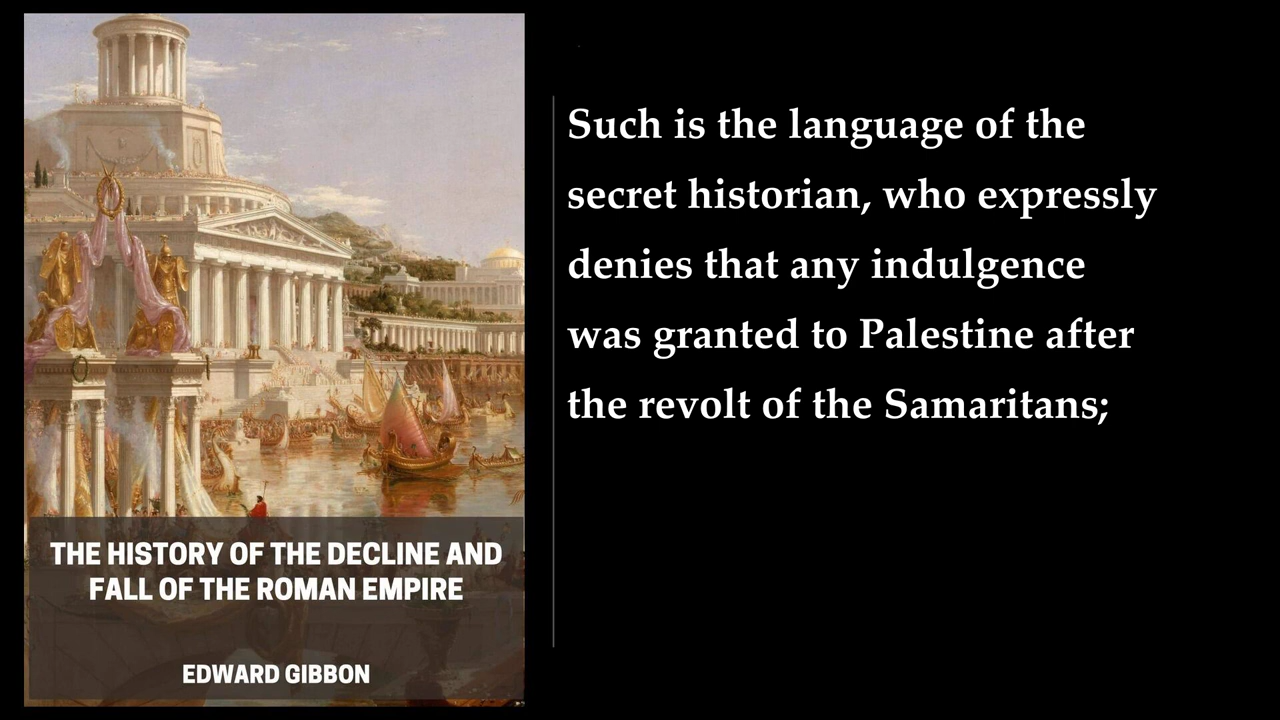 Such is the language of the
secret historian, who expressly
denies that any indulgence
was granted to Palestine after
the revolt of the Samaritans;
THE HISTORY OF THE DECLINE AND
FALL OF THE ROMAN EMPIRE
EDWARD GIBBON